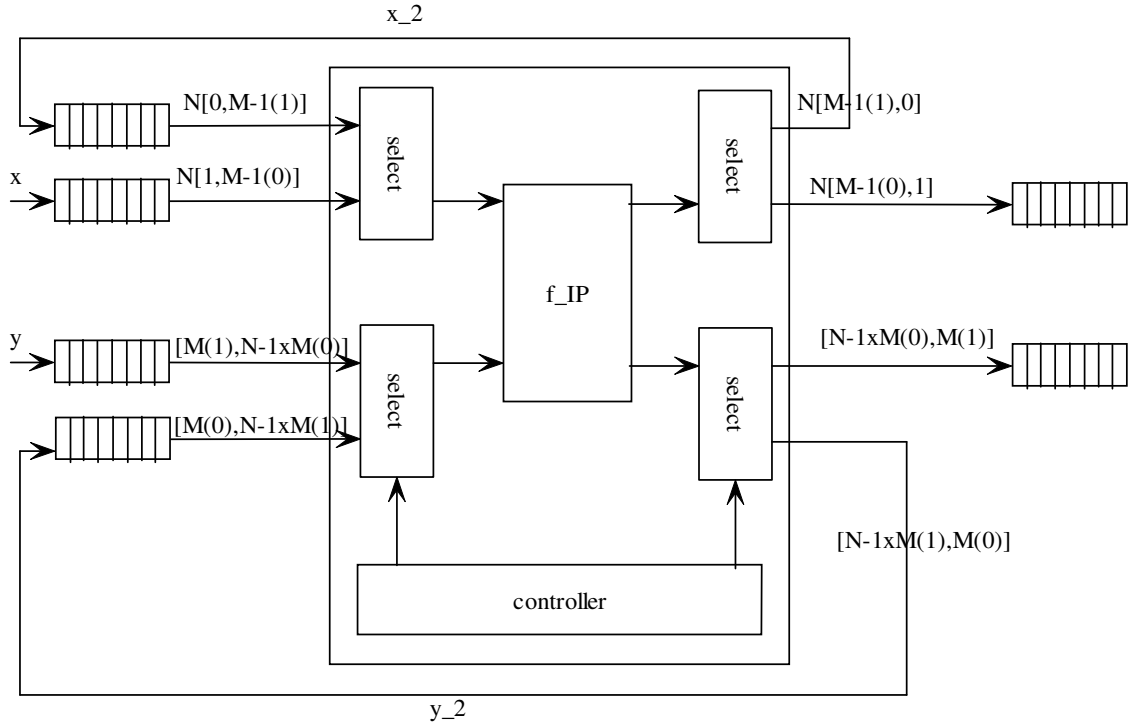 x_2
N[0,M-1(1)]
N[M-1(1),0]
select
select
x
N[1,M-1(0)]
N[M-1(0),1]
f_IP
y
[M(1),N-1xM(0)]
[N-1xM(0),M(1)]
select
select
[M(0),N-1xM(1)]
[N-1xM(1),M(0)]
controller
y_2